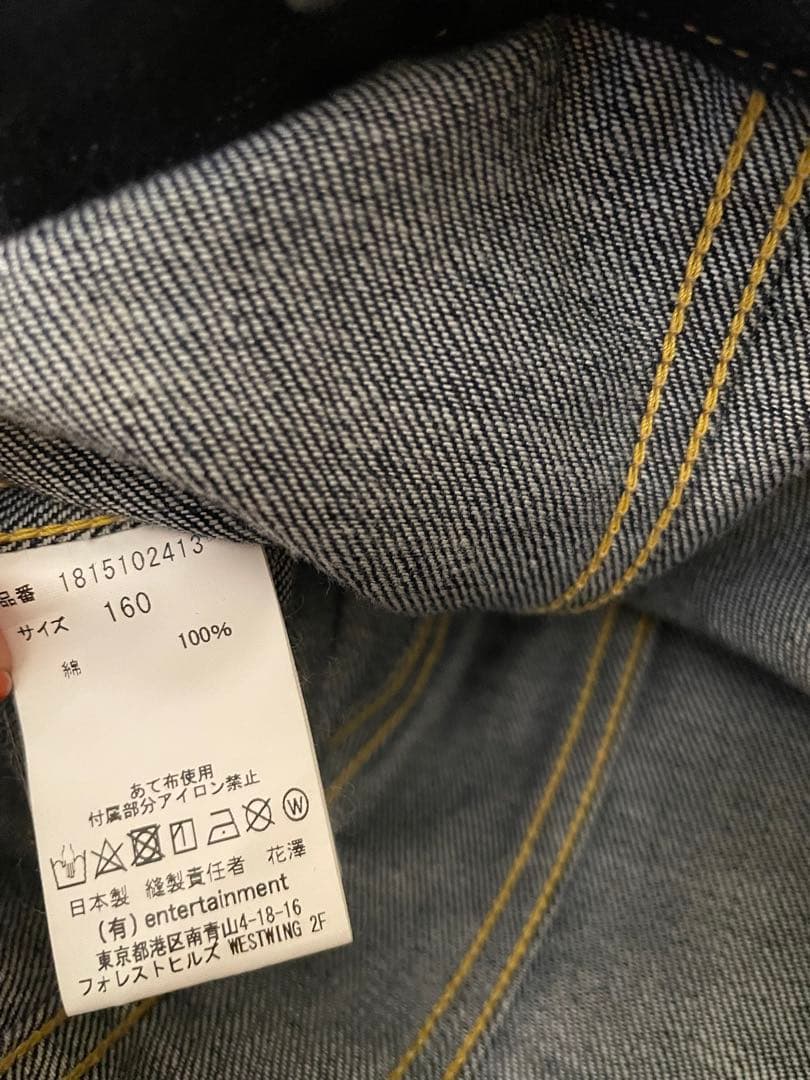 品番 1815102413
サイズ 160
綿 100%
あて布使用
付属部分アイロン禁止
W
日本製 縫製責任者 花澤
(有) entertainment
東京都港区南青山4-18-16
フォレストヒルズ WESTWING 2F